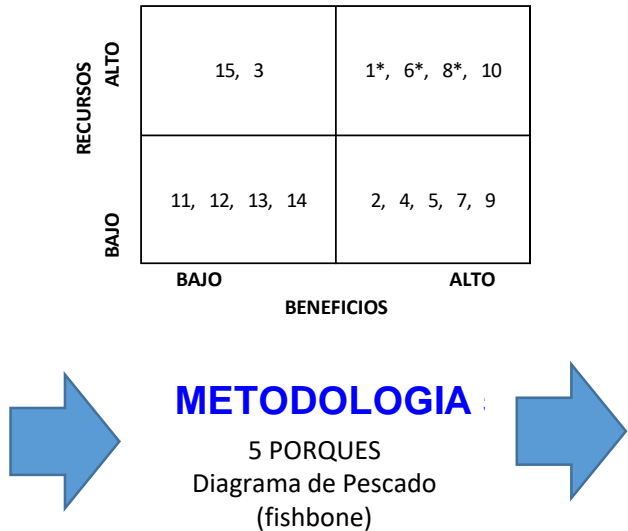 RECURSOS
ALTO
BAJO
15, 3
1*, 6*, 8*, 10
11, 12, 13, 14
2, 4, 5, 7, 9
BAJO
ALTO
BENEFICIOS
METODOLOGIA
5 PORQUES
Diagrama de Pescado
(fishbone)